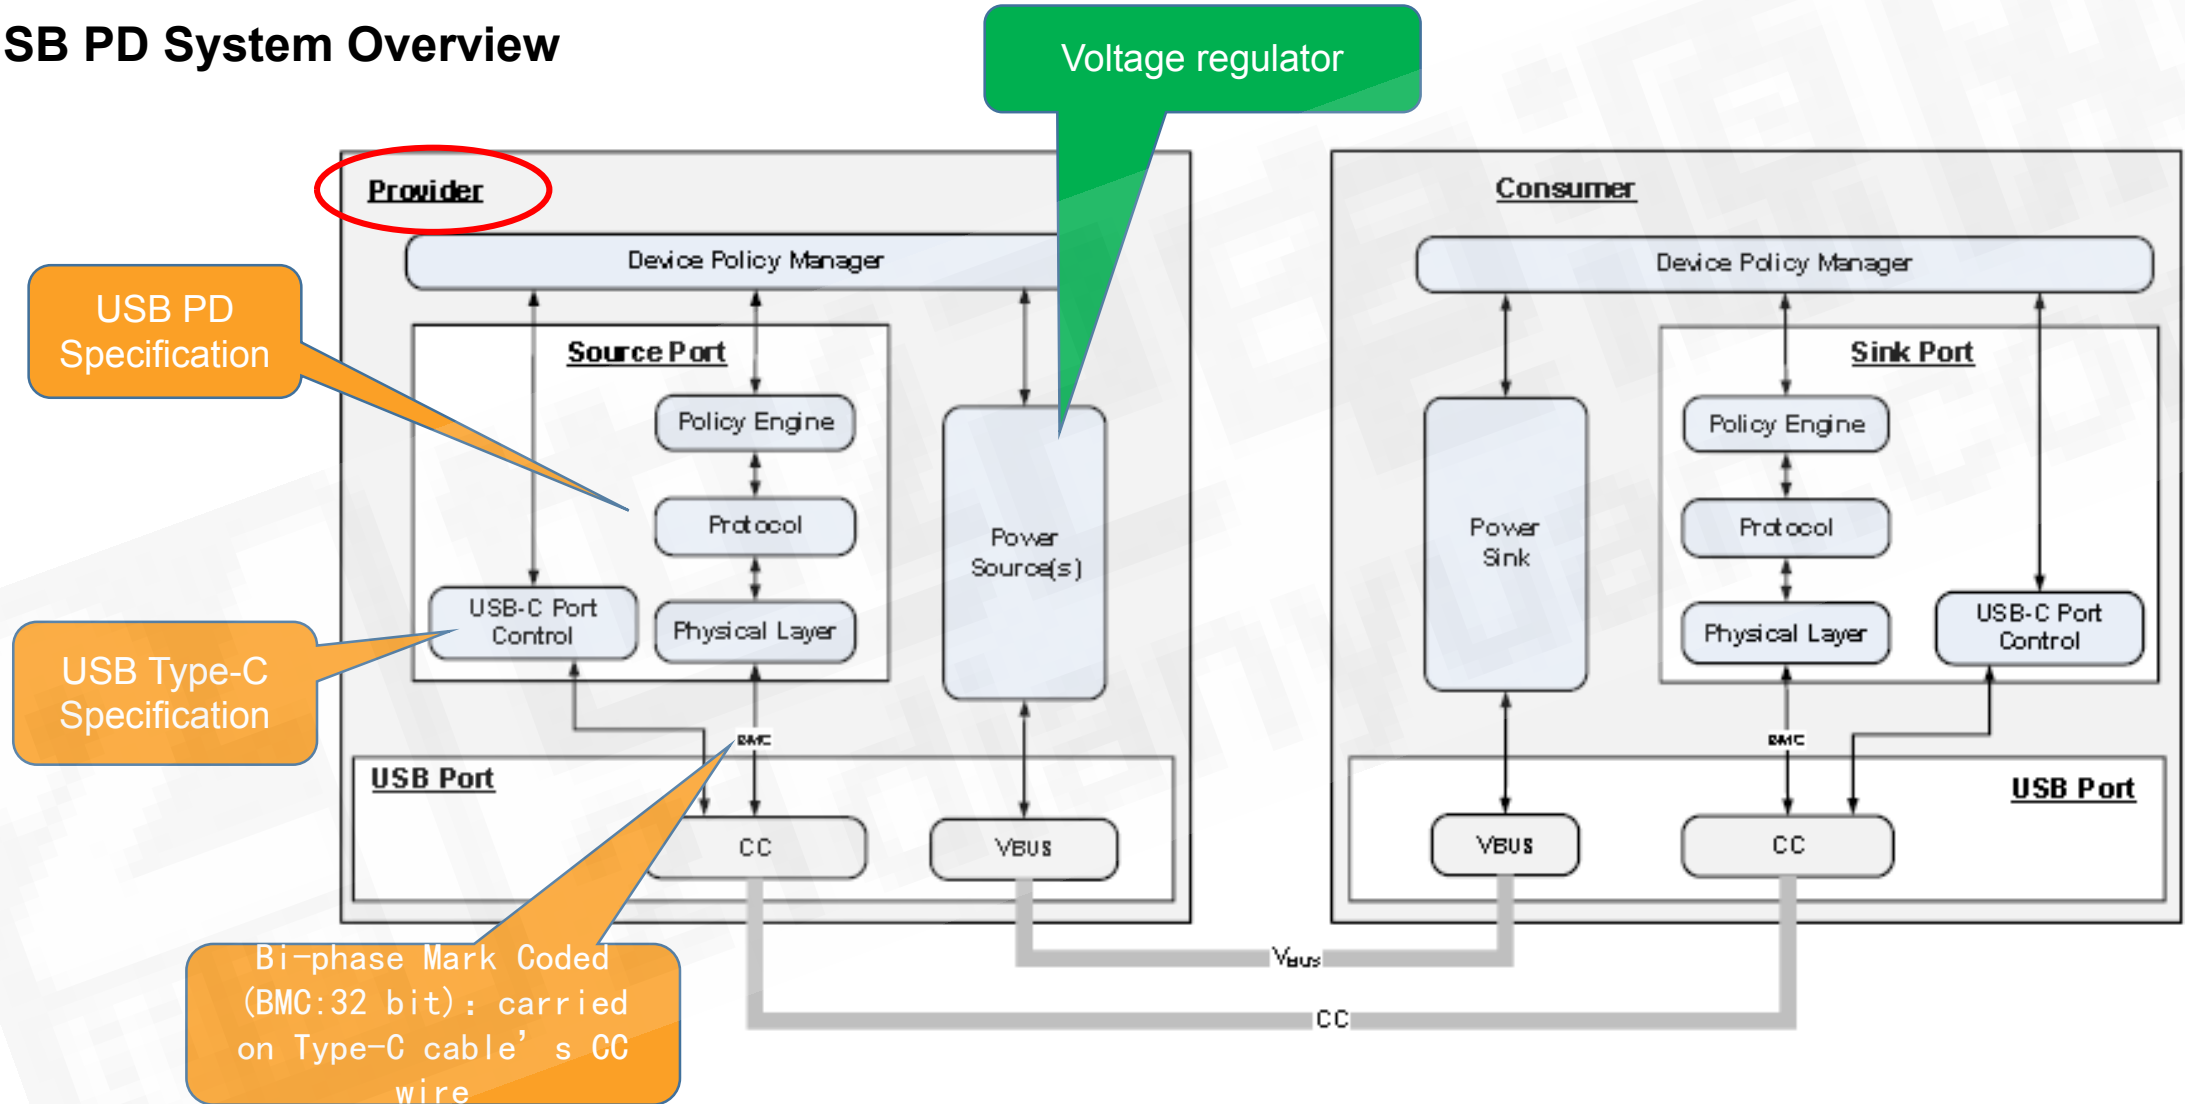 SB PD System Overview
Voltage regulator
Provider
Device Policy Manager
USB PD
Specification
Source Port
Policy Engine
Protocol
Physical Layer
USB-C Port
Control
Power
Source(s)
USB Type-C
Specification
BMC
USB Port
CC
VBUS
Bi-phase Mark Coded
(BMC:32 bit)：carried
on Type-C cable’s CC
wire
Consumer
Device Policy Manager
Sink Port
Power
Sink
Policy Engine
Protocol
Physical Layer
USB-C Port
Control
BMC
USB Port
VBUS
CC
VBUS
CC